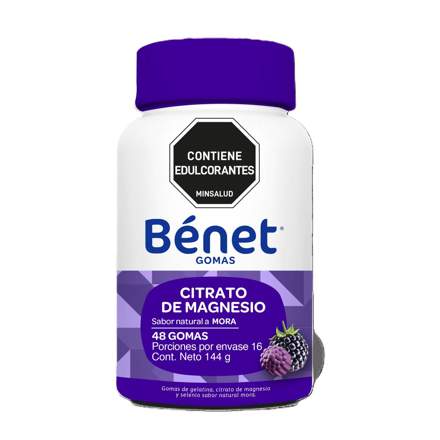 CONTIENE
EDULCORANTES
MINSALUD
Bénet®
GOMAS
CITRATO
DE MAGNESIO
Sabor natural a MORA
48 GOMAS
Porciones por envase 16
Cont. Neto 144 g
Gomas de gelatina, citrato de magnesio
y selenio sabor natural mora.